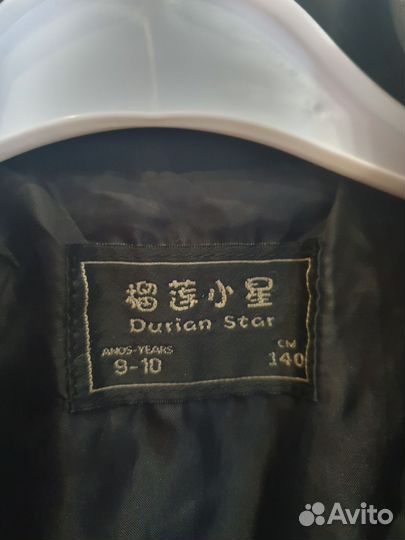 榴莲小星
Durian Star
ANOS-YEARS CM
9-10 140
Avito